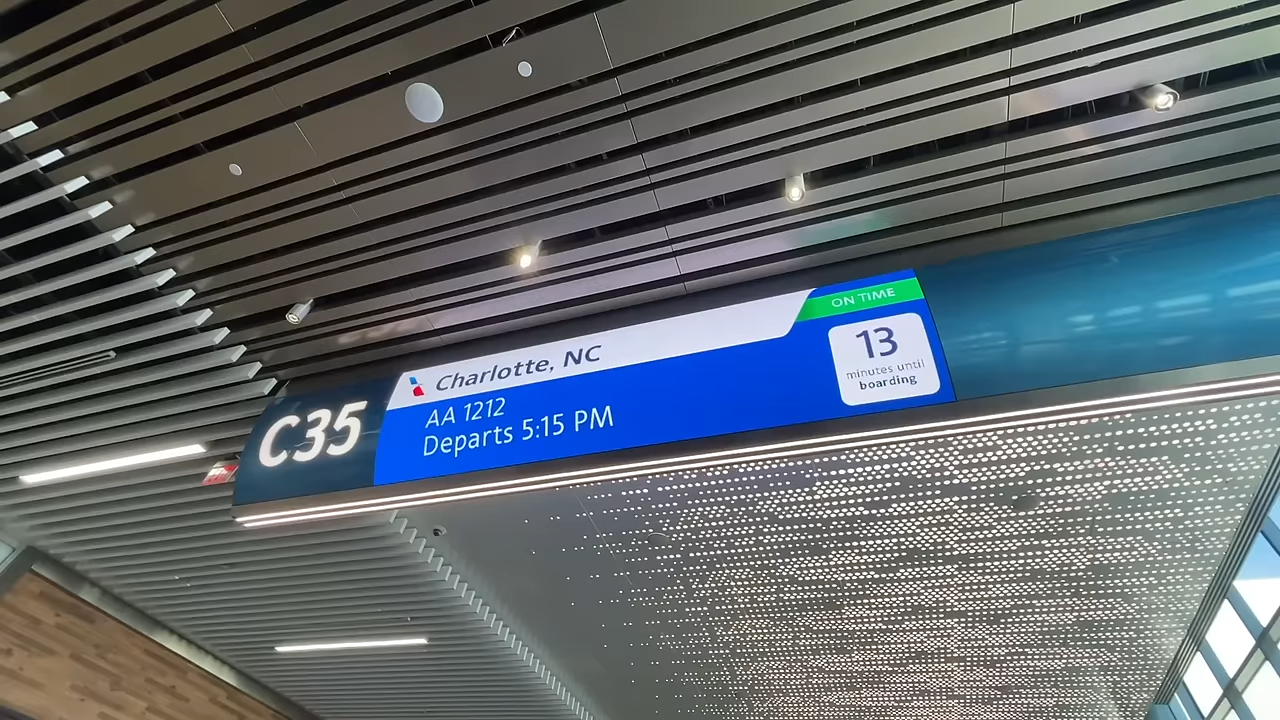 C35
Charlotte, NC
AA 1212
Departs 5:15 PM
ON TIME
13
minutes until
boarding